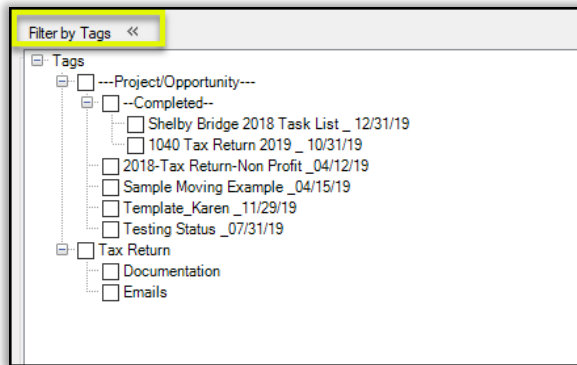 Filter by Tags «
Tags
---Project/Opportunity---
--Completed--
Shelby Bridge 2018 Task List _ 12/31/19
1040 Tax Return 2019 _ 10/31/19
2018-Tax Return-Non Profit _04/12/19
Sample Moving Example _04/15/19
Template_Karen _11/29/19
Testing Status _07/31/19
Tax Return
Documentation
Emails